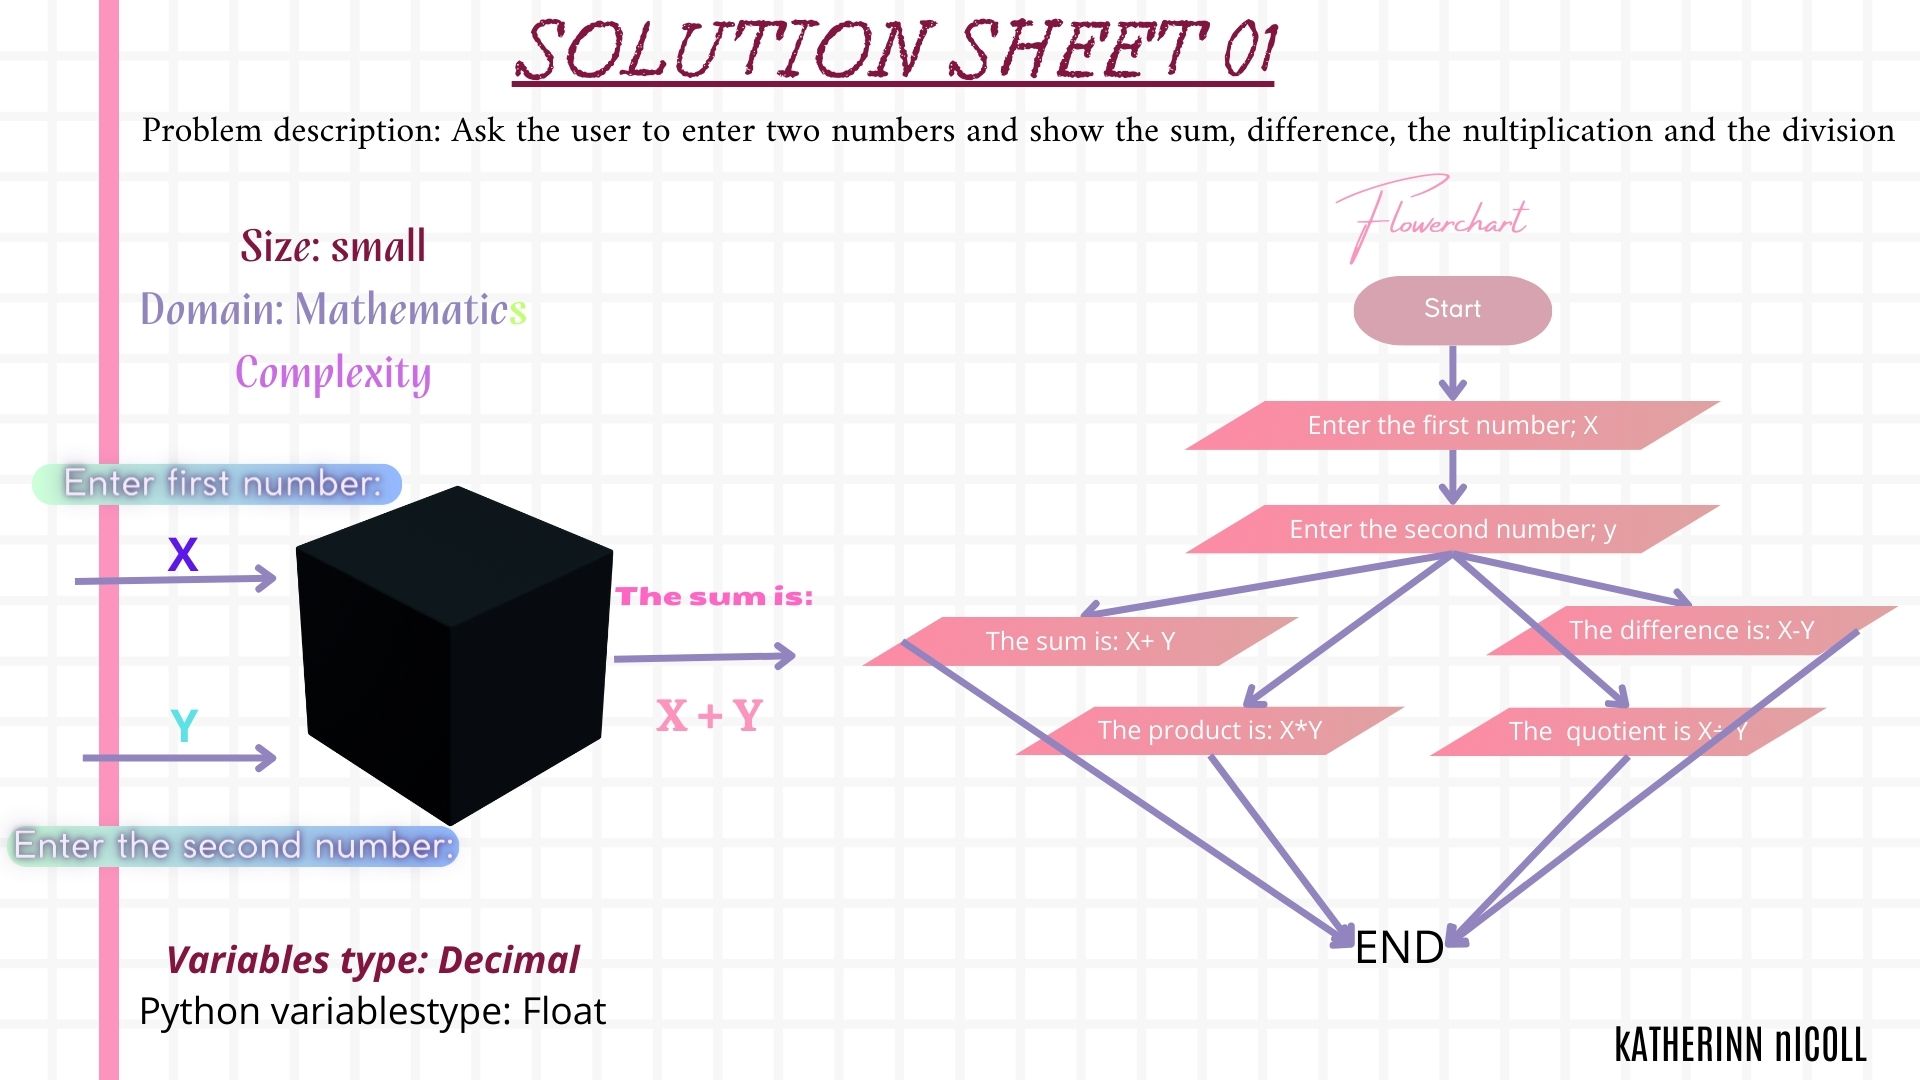 SOLUTION SHEET 01
Problem description: Ask the user to enter two numbers and show the sum, difference, the nultiplication and the division
Size: small
Domain: Mathematics
Complexity
Enter first number:
X
The sum is:
X + Y
Y
Enter the second number:
Variables type: Decimal
Python variablestype: Float
Flowerchart
Start
Enter the first number; X
Enter the second number; y
The sum is: X+ Y
The difference is: X-Y
The product is: X*Y
The quotient is X÷ Y
END
kATHERINN nICOLL